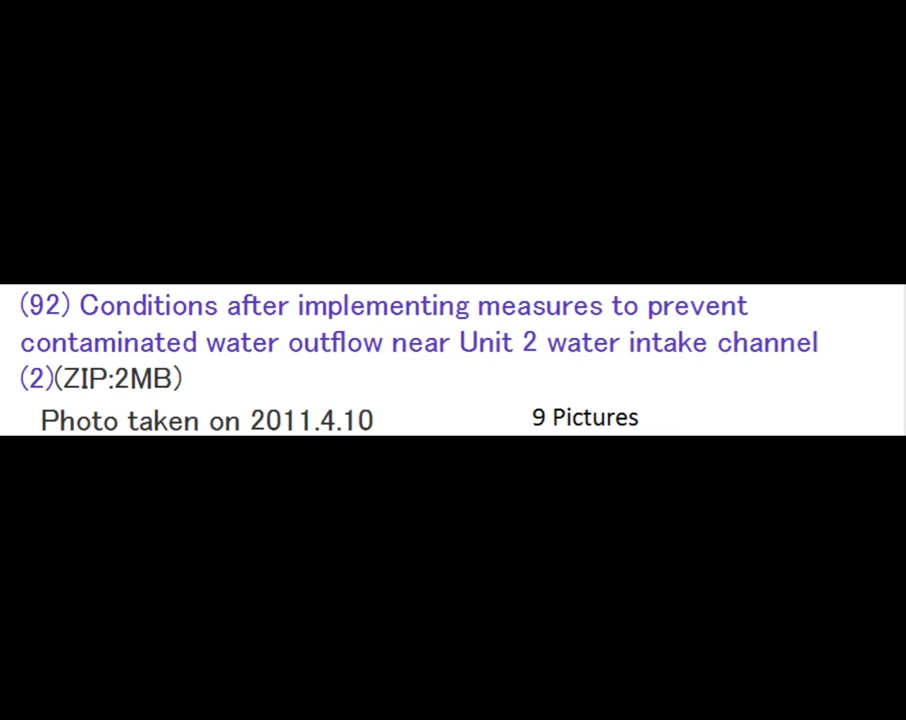 (92) Conditions after implementing measures to prevent
contaminated water outflow near Unit 2 water intake channel
(2)(ZIP:2MB)
Photo taken on 2011.4.10 9 Pictures